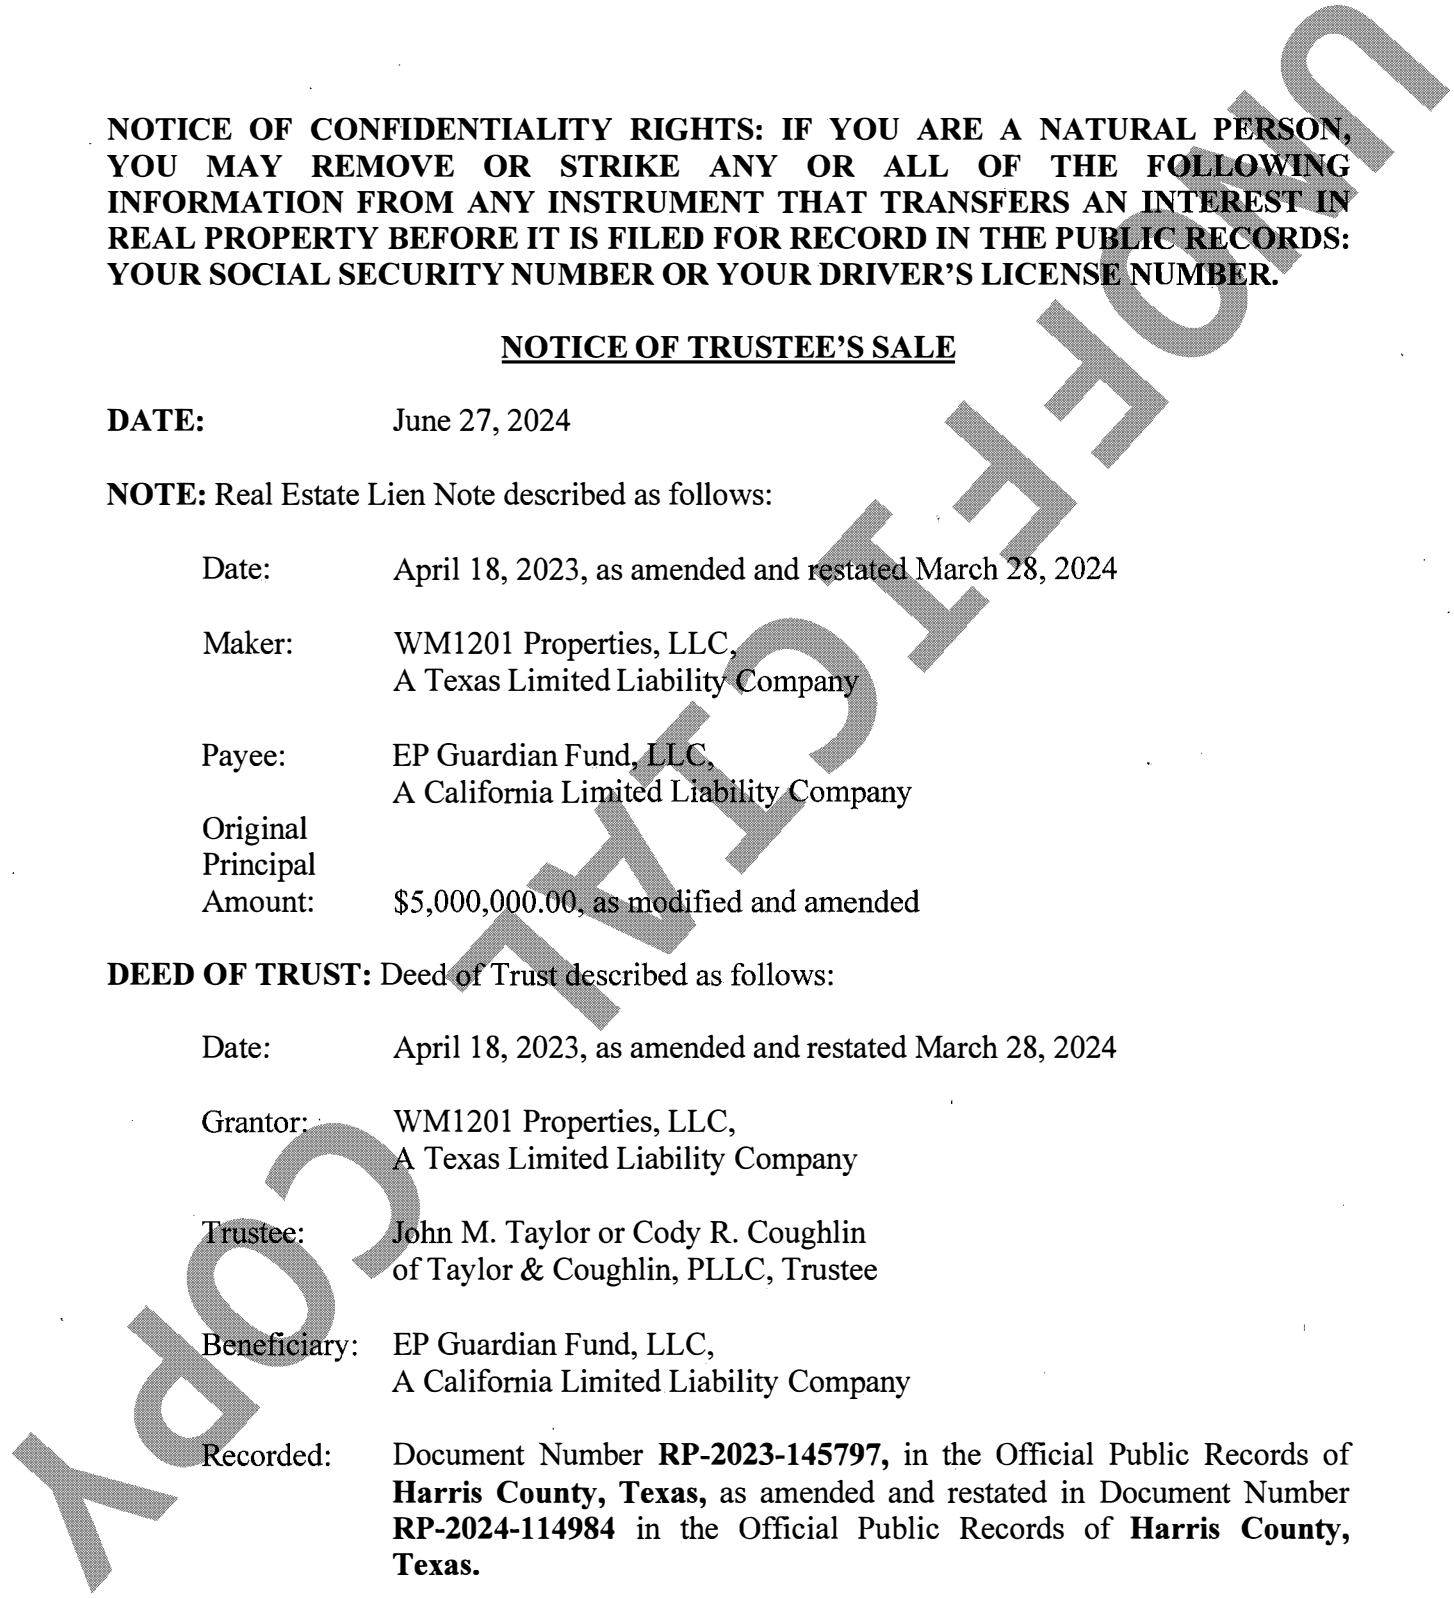 NOTICE OF CONFIDENTIALITY RIGHTS: IF YOU ARE A NATURAL PERSON,
YOU MAY REMOVE OR STRIKE ANY OR ALL OF THE FOLLOWING
INFORMATION FROM ANY INSTRUMENT THAT TRANSFERS AN INTEREST IN
REAL PROPERTY BEFORE IT IS FILED FOR RECORD IN THE PUBLIC RECORDS:
YOUR SOCIAL SECURITY NUMBER OR YOUR DRIVER'S LICENSE NUMBER.
NOTICE OF TRUSTEE'S SALE
DATE: June 27, 2024
NOTE: Real Estate Lien Note described as follows:
Date: April 18, 2023, as amended and restated March 28, 2024
Maker: WM1201 Properties, LLC,
A Texas Limited Liability Company
Payee: EP Guardian Fund, LLC,
A California Limited Liability Company
Original
Principal
Amount: $5,000,000.00, as modified and amended
DEED OF TRUST: Deed of Trust described as follows:
Date: April 18, 2023, as amended and restated March 28, 2024
Grantor: WM1201 Properties, LLC,
A Texas Limited Liability Company
Trustee: John M. Taylor or Cody R. Coughlin
of Taylor & Coughlin, PLLC, Trustee
Beneficiary: EP Guardian Fund, LLC,
A California Limited Liability Company
Recorded: Document Number RP-2023-145797, in the Official Public Records of
Harris County, Texas, as amended and restated in Document Number
RP-2024-114984 in the Official Public Records of Harris County,
Texas.
UNOFFICIAL COPY